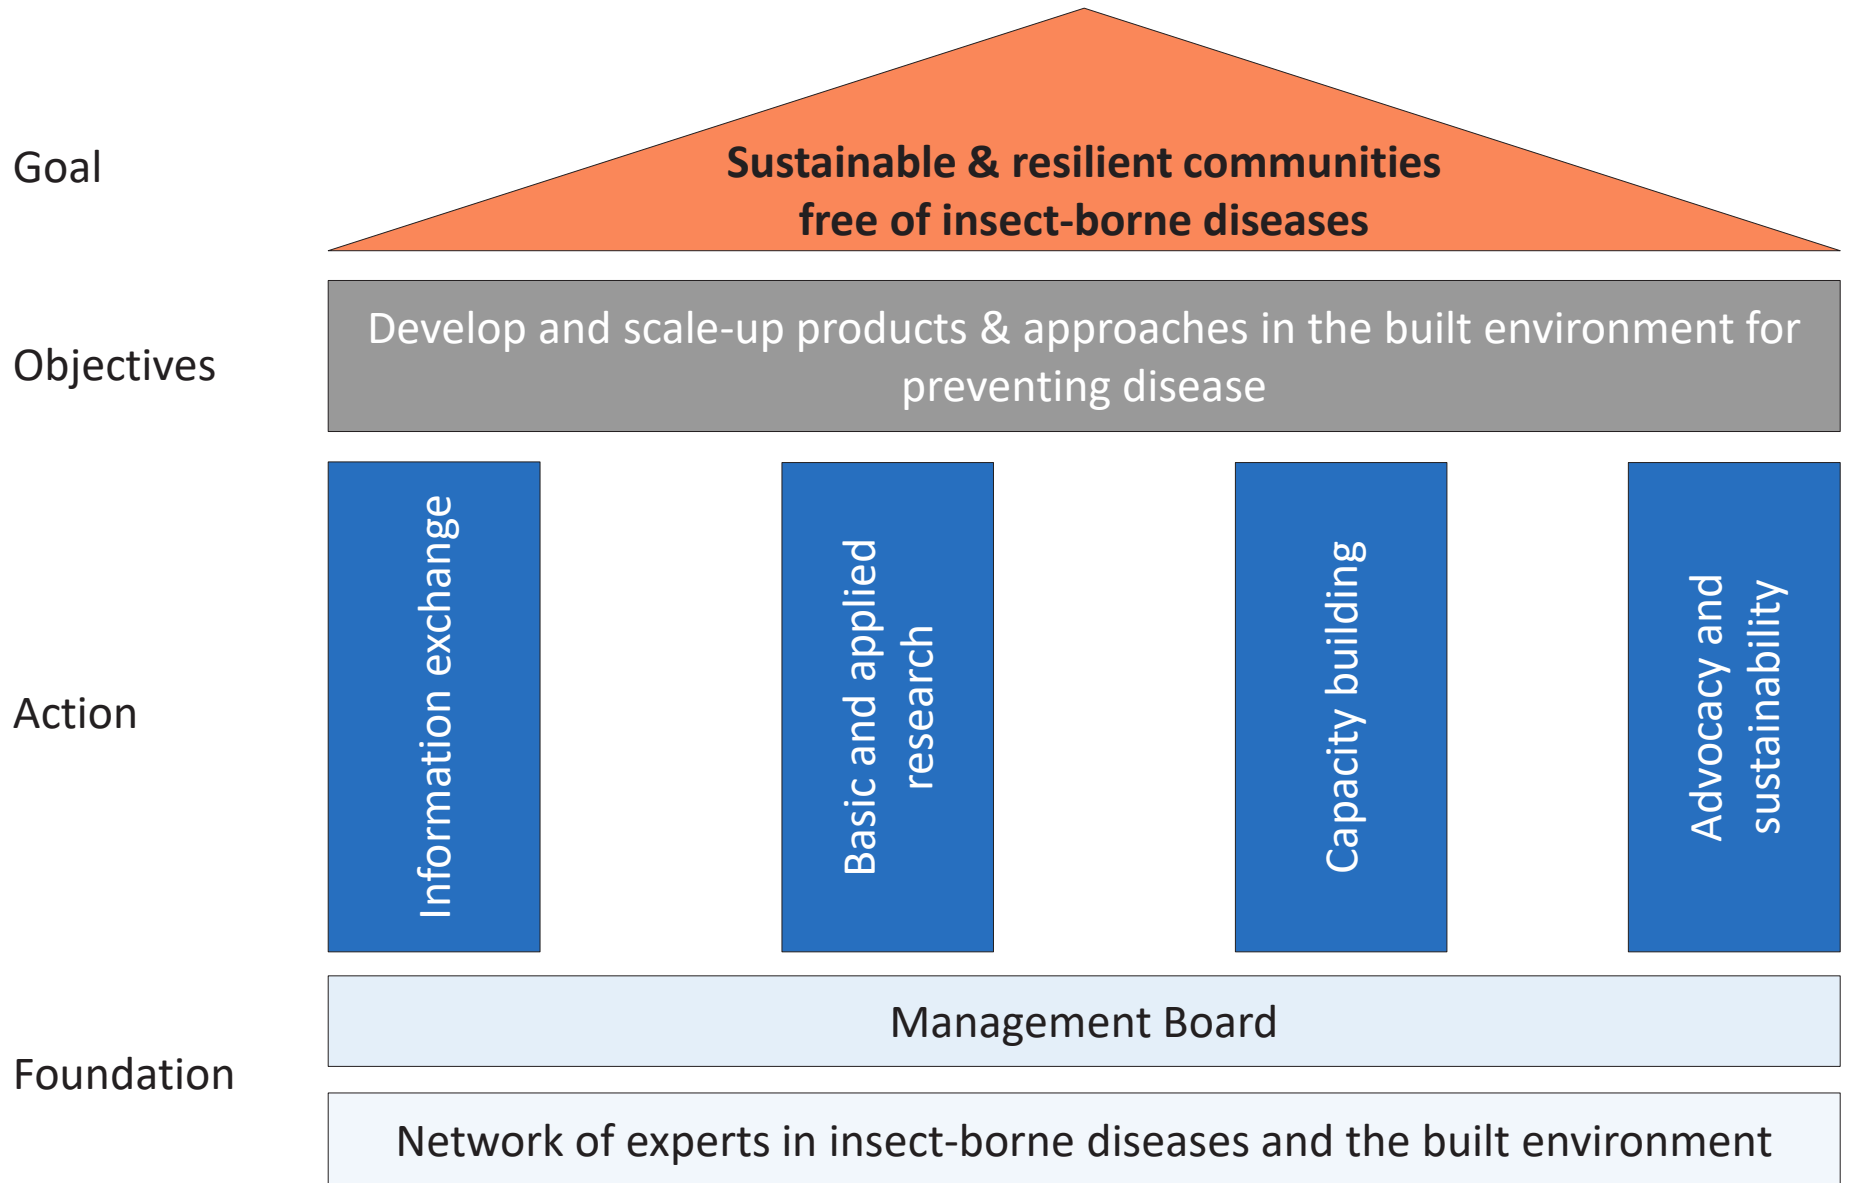 Goal
Sustainable & resilient communities
free of insect-borne diseases
Objectives
Develop and scale-up products & approaches in the built environment for
preventing disease
Action
Information exchange
Basic and applied
research
Capacity building
Advocacy and
sustainability
Foundation
Management Board
Network of experts in insect-borne diseases and the built environment